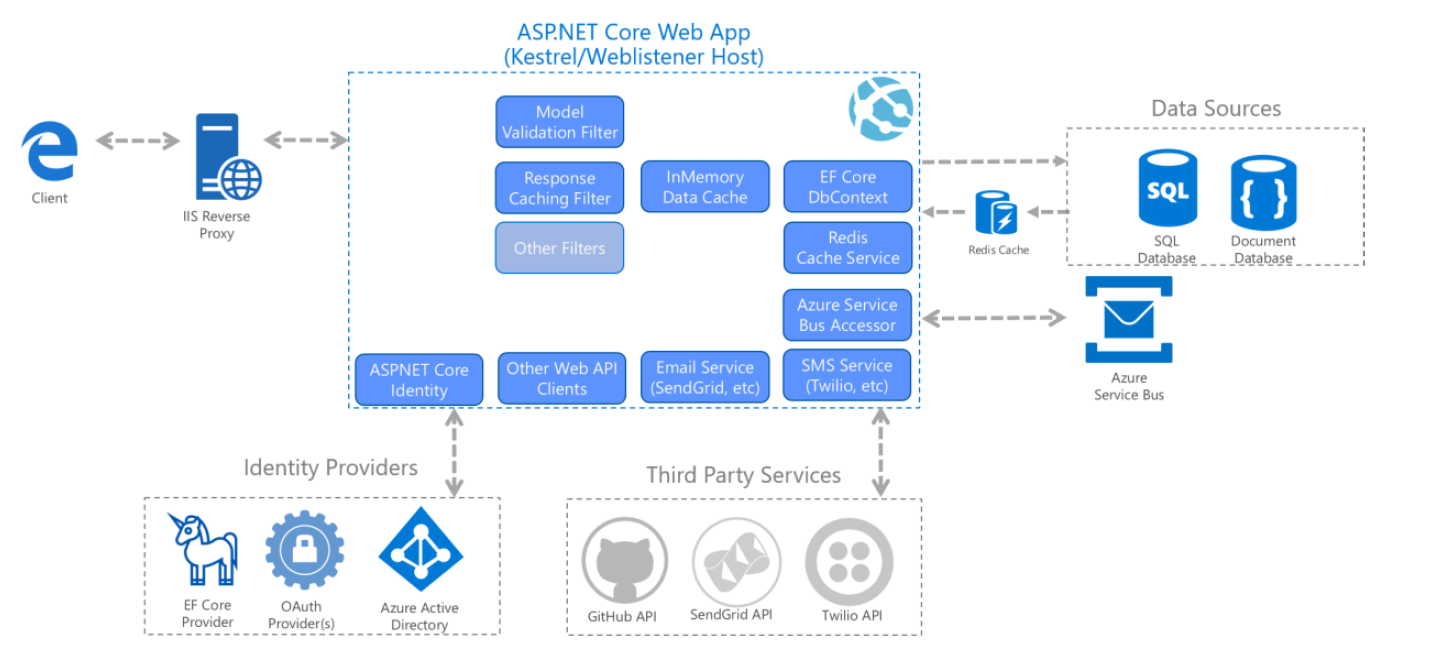 ASP.NET Core Web App
(Kestrel/Weblistener Host)
Client
IIS Reverse
Proxy
Model
Validation Filter
Response
Caching Filter
Other Filters
InMemory
Data Cache
EF Core
DbContext
Redis
Cache Service
Azure Service
Bus Accessor
ASPNET Core
Identity
Other Web API
Clients
Email Service
(SendGrid, etc)
SMS Service
(Twilio, etc)
Data Sources
Redis Cache
SQL
SQL
Database
{ }
Document
Database
Azure
Service Bus
Identity Providers
EF Core
Provider
OAuth
Provider(s)
Azure Active
Directory
Third Party Services
GitHub API
SendGrid API
Twilio API